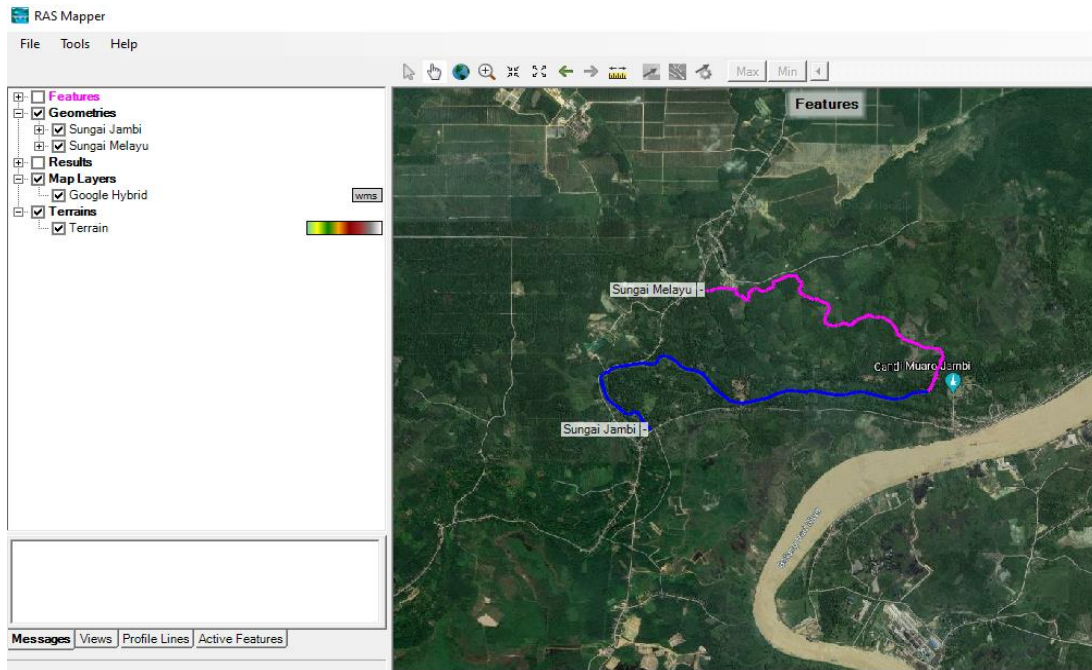 RAS Mapper
File Tools Help
Max Min
Features
Geometries
Sungai Jambi
Sungai Melayu
Results
Map Layers
Google Hybrid wms
Terrains
Terrain
Messages Views Profile Lines Active Features
Features
Sungai Melayu -
Candi Muaro Jambi
Sungai Jambi -